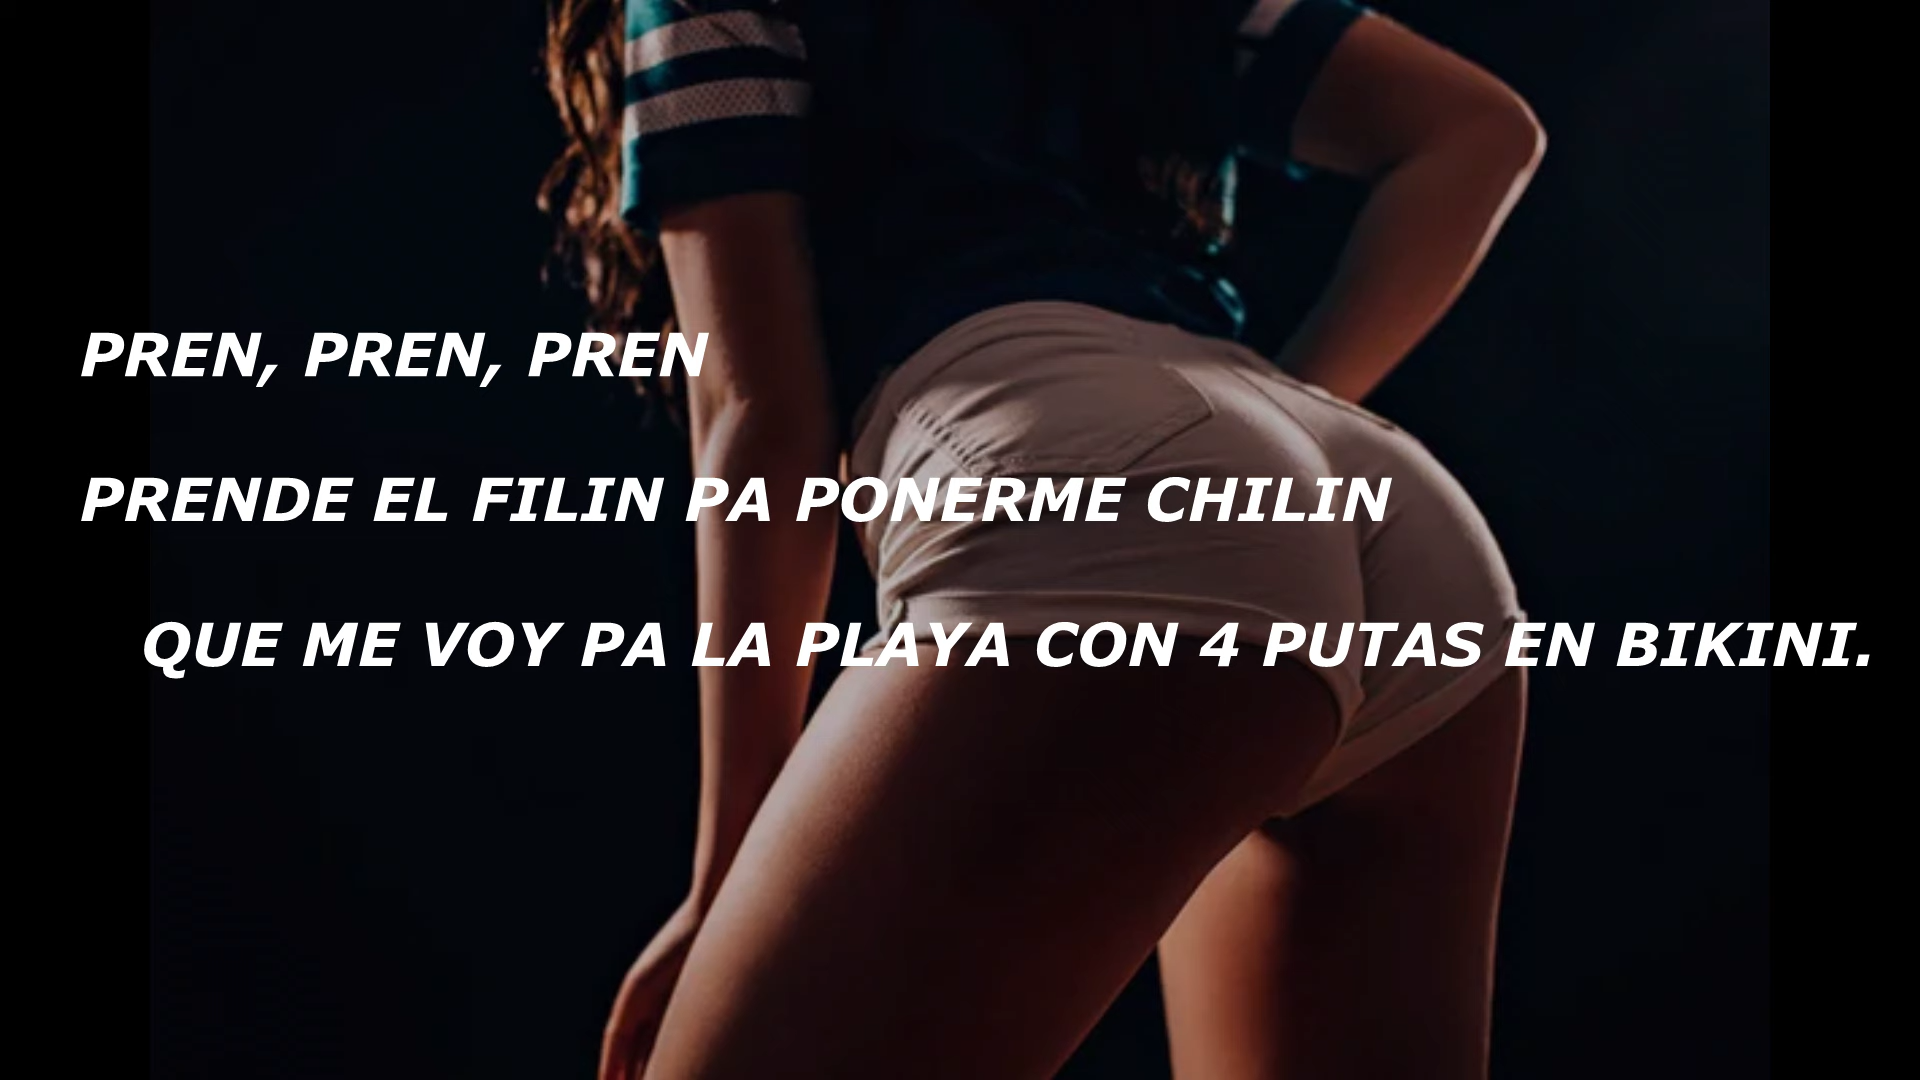 PREN, PREN, PREN
PRENDE EL FILIN PA PONERME CHILIN
QUE ME VOY PA LA PLAYA CON 4 PUTAS EN BIKINI.